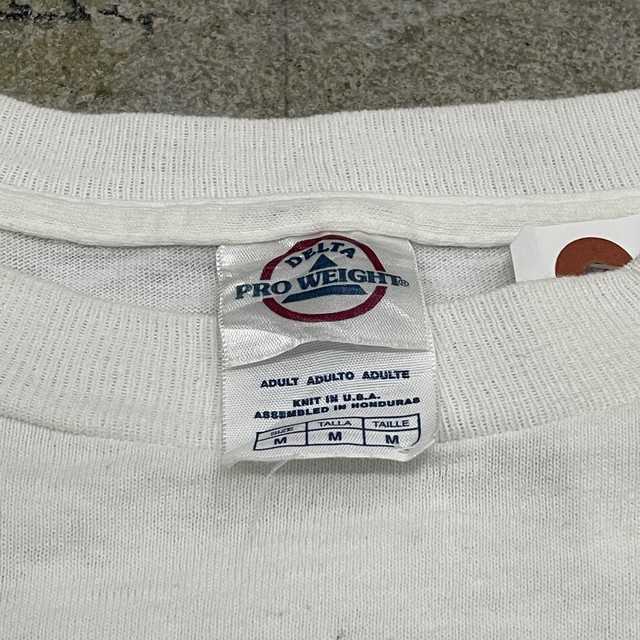 DELTA
PRO WEIGHT®
ADULT ADULTO ADULTE
KNIT IN U.S.A.
ASSEMBLED IN HONDURAS
SIZE TALLA TAILLE
M M M